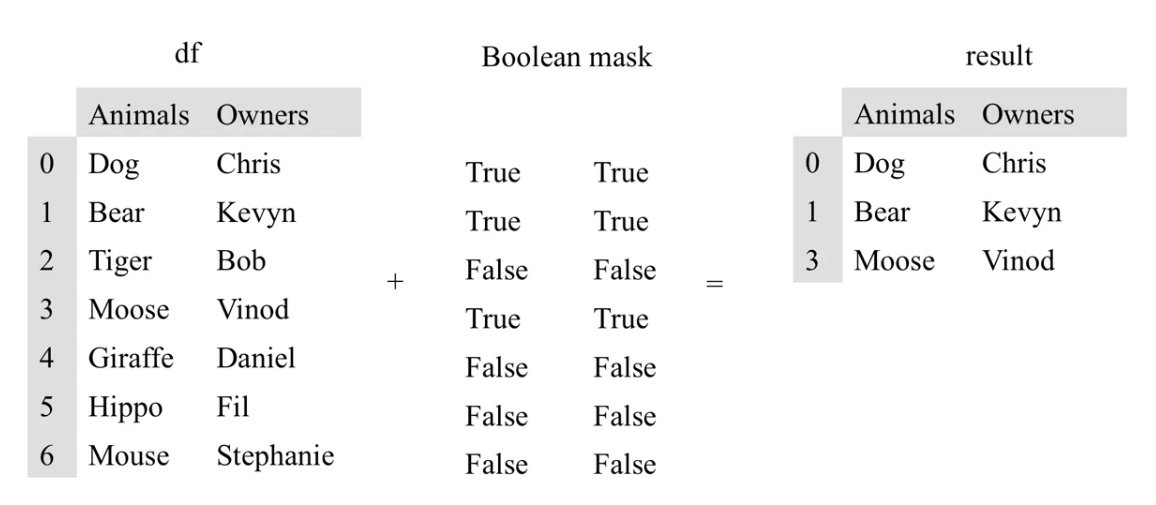 df Boolean mask result
Animals Owners Animals Owners
0 Dog Chris True True 0 Dog Chris
1 Bear Kevyn True True 1 Bear Kevyn
2 Tiger Bob False False 3 Moose Vinod
+ =
3 Moose Vinod True True
4 Giraffe Daniel False False
5 Hippo Fil False False
6 Mouse Stephanie False False